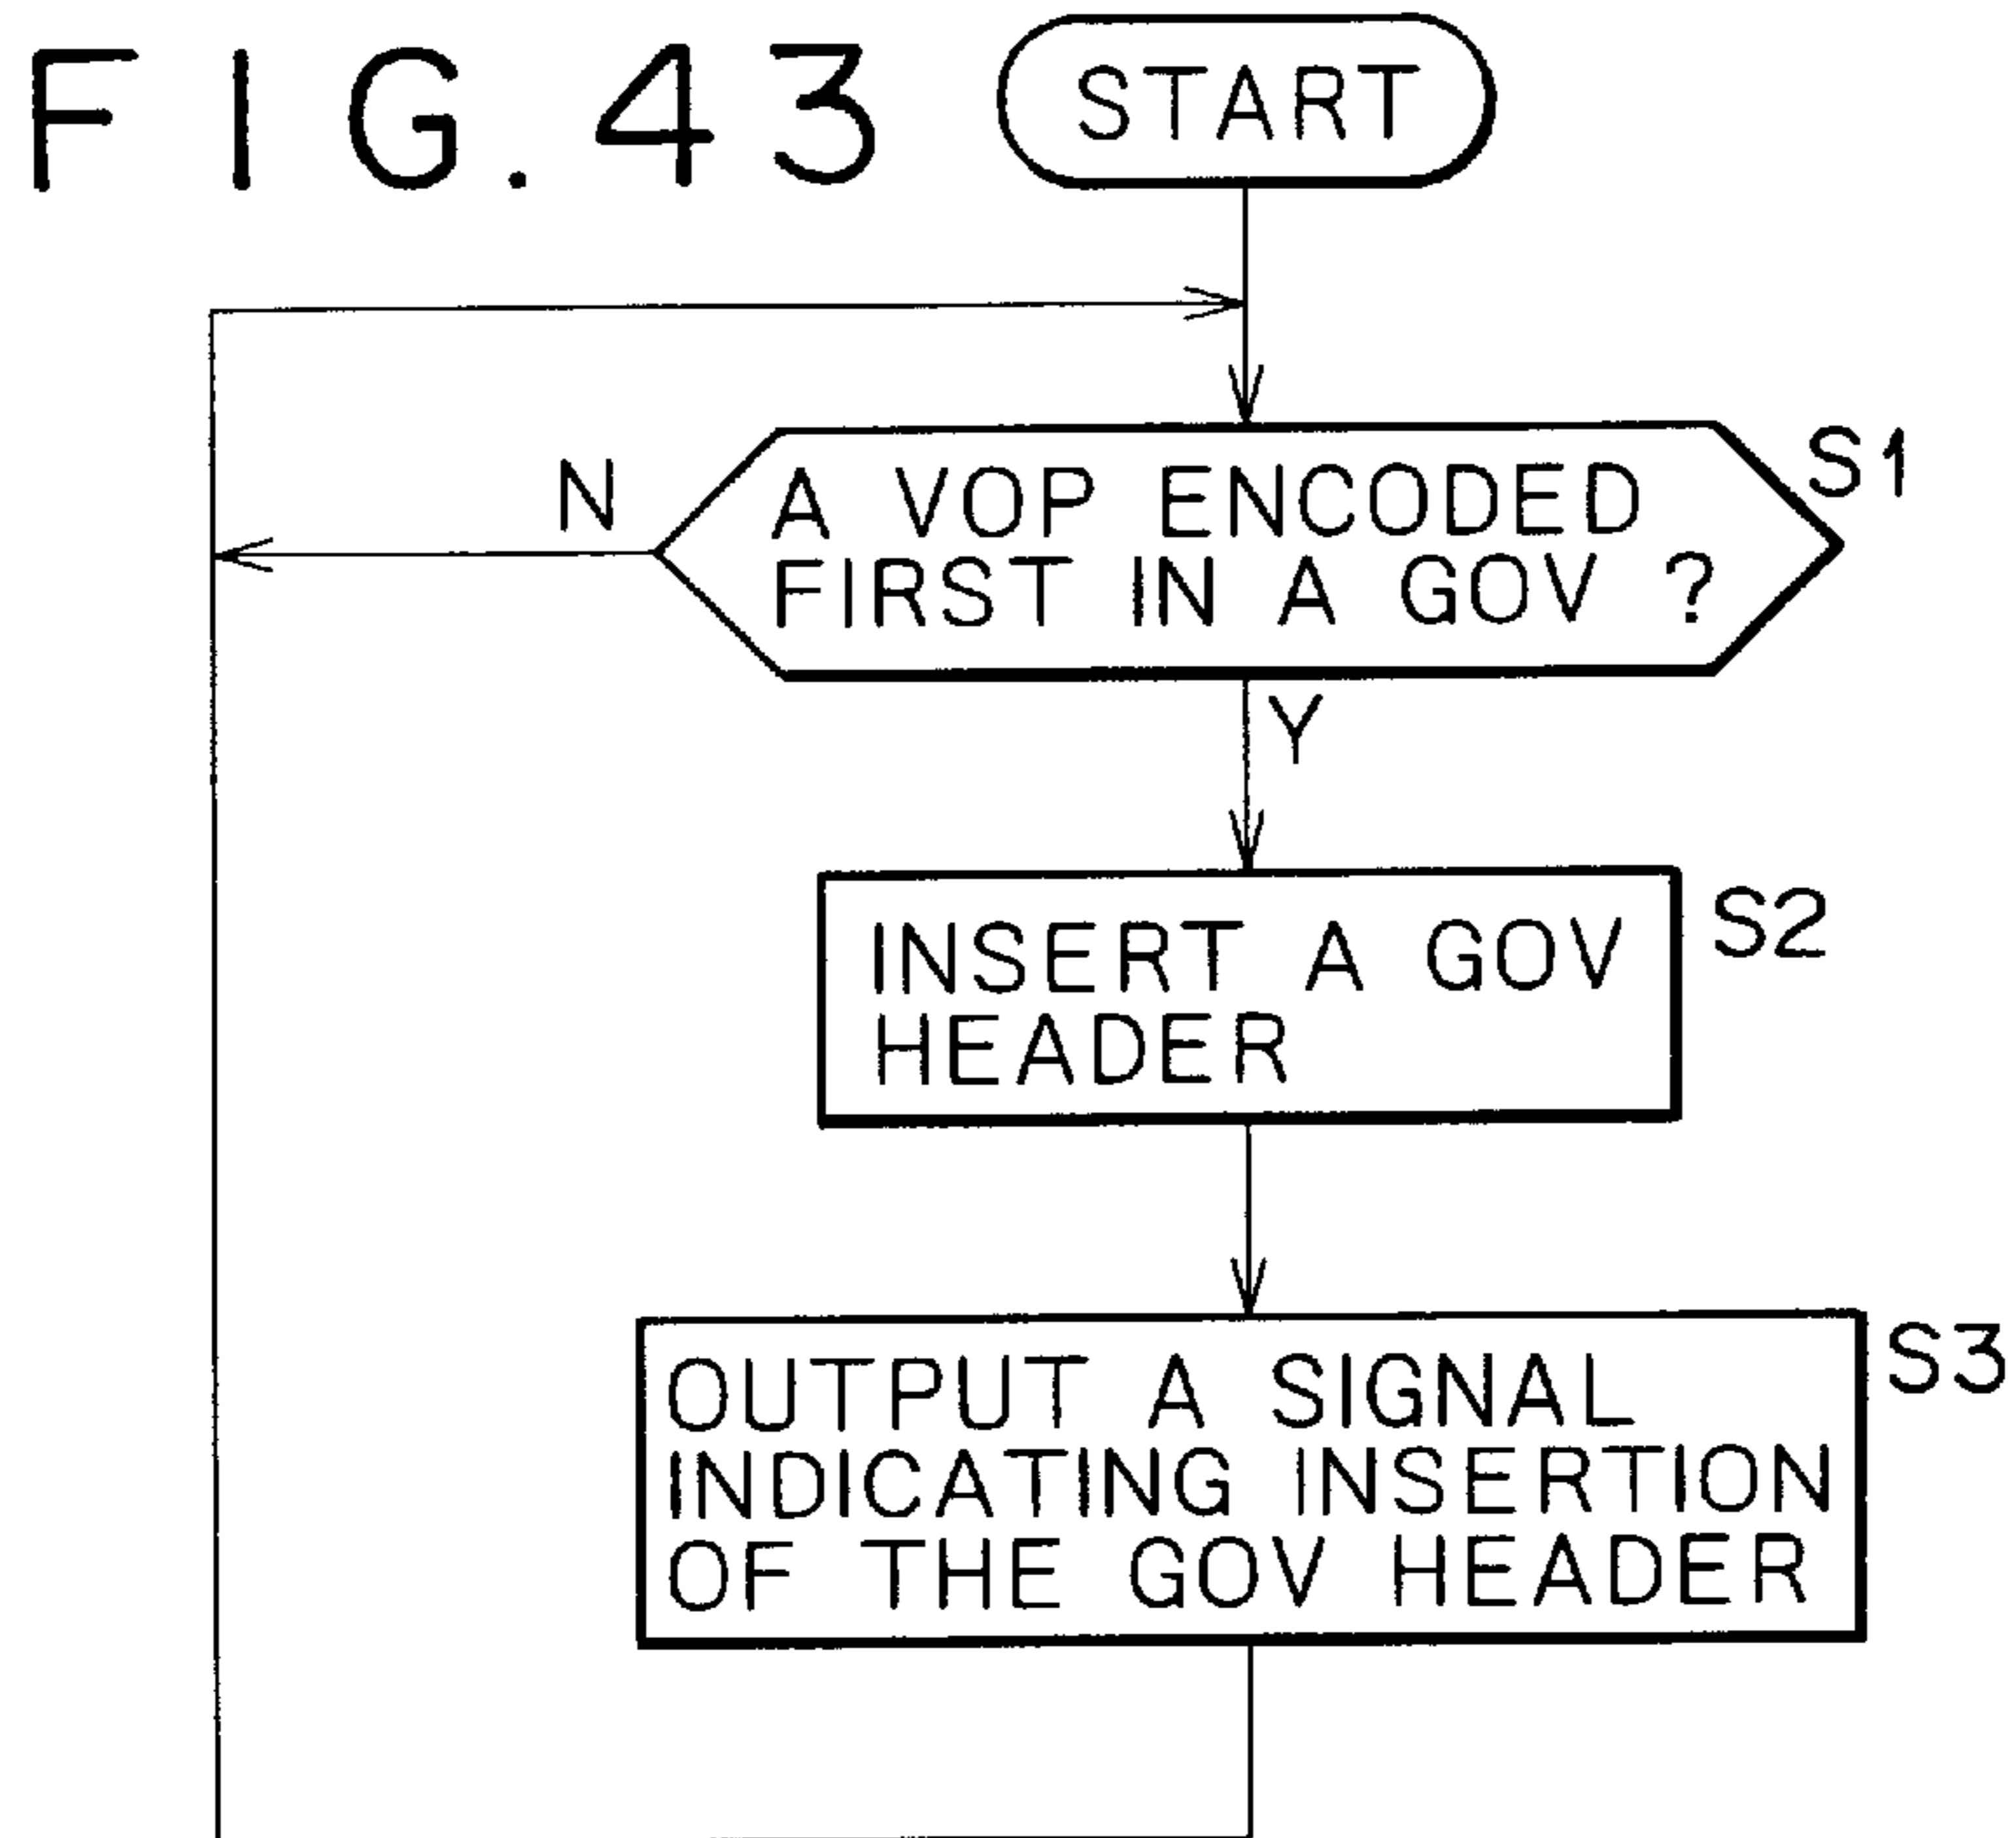 FIG.43
START
N
A VOP ENCODED
FIRST IN A GOV ?
S1
Y
INSERT A GOV
HEADER
S2
OUTPUT A SIGNAL
INDICATING INSERTION
OF THE GOV HEADER
S3